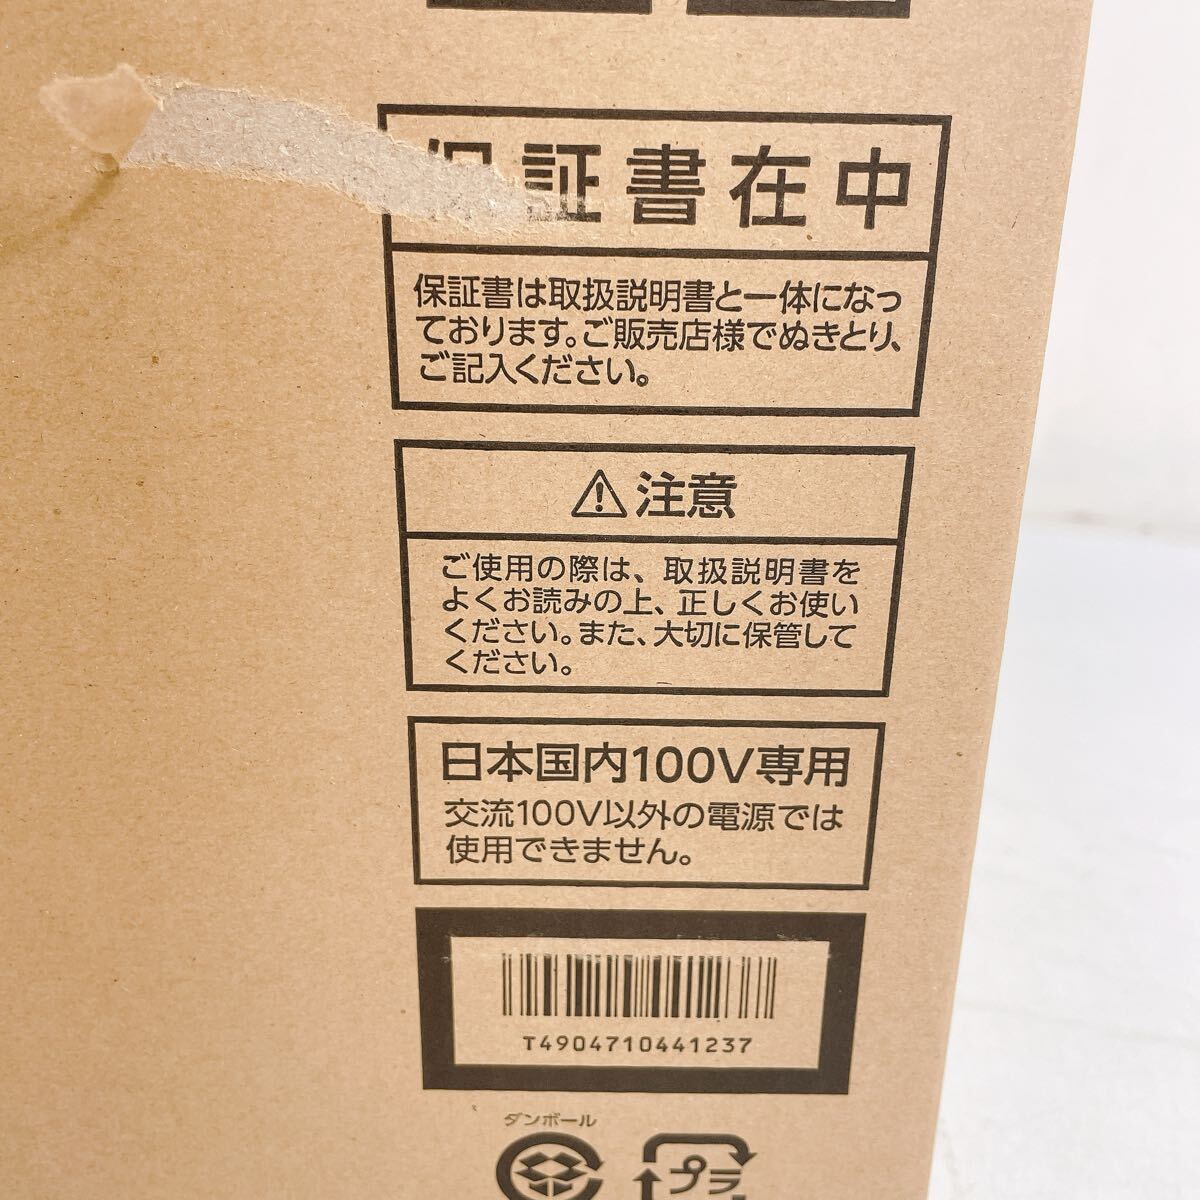 保証書在中
保証書は取扱説明書と一体になっ
ております。ご販売店様でぬきとり、
ご記入ください。
注意
ご使用の際は、取扱説明書を
よくお読みの上、正しくお使い
ください。また、大切に保管して
ください。
日本国内100V専用
交流100V以外の電源では
使用できません。
T4904710441237
ダンボール
プラ